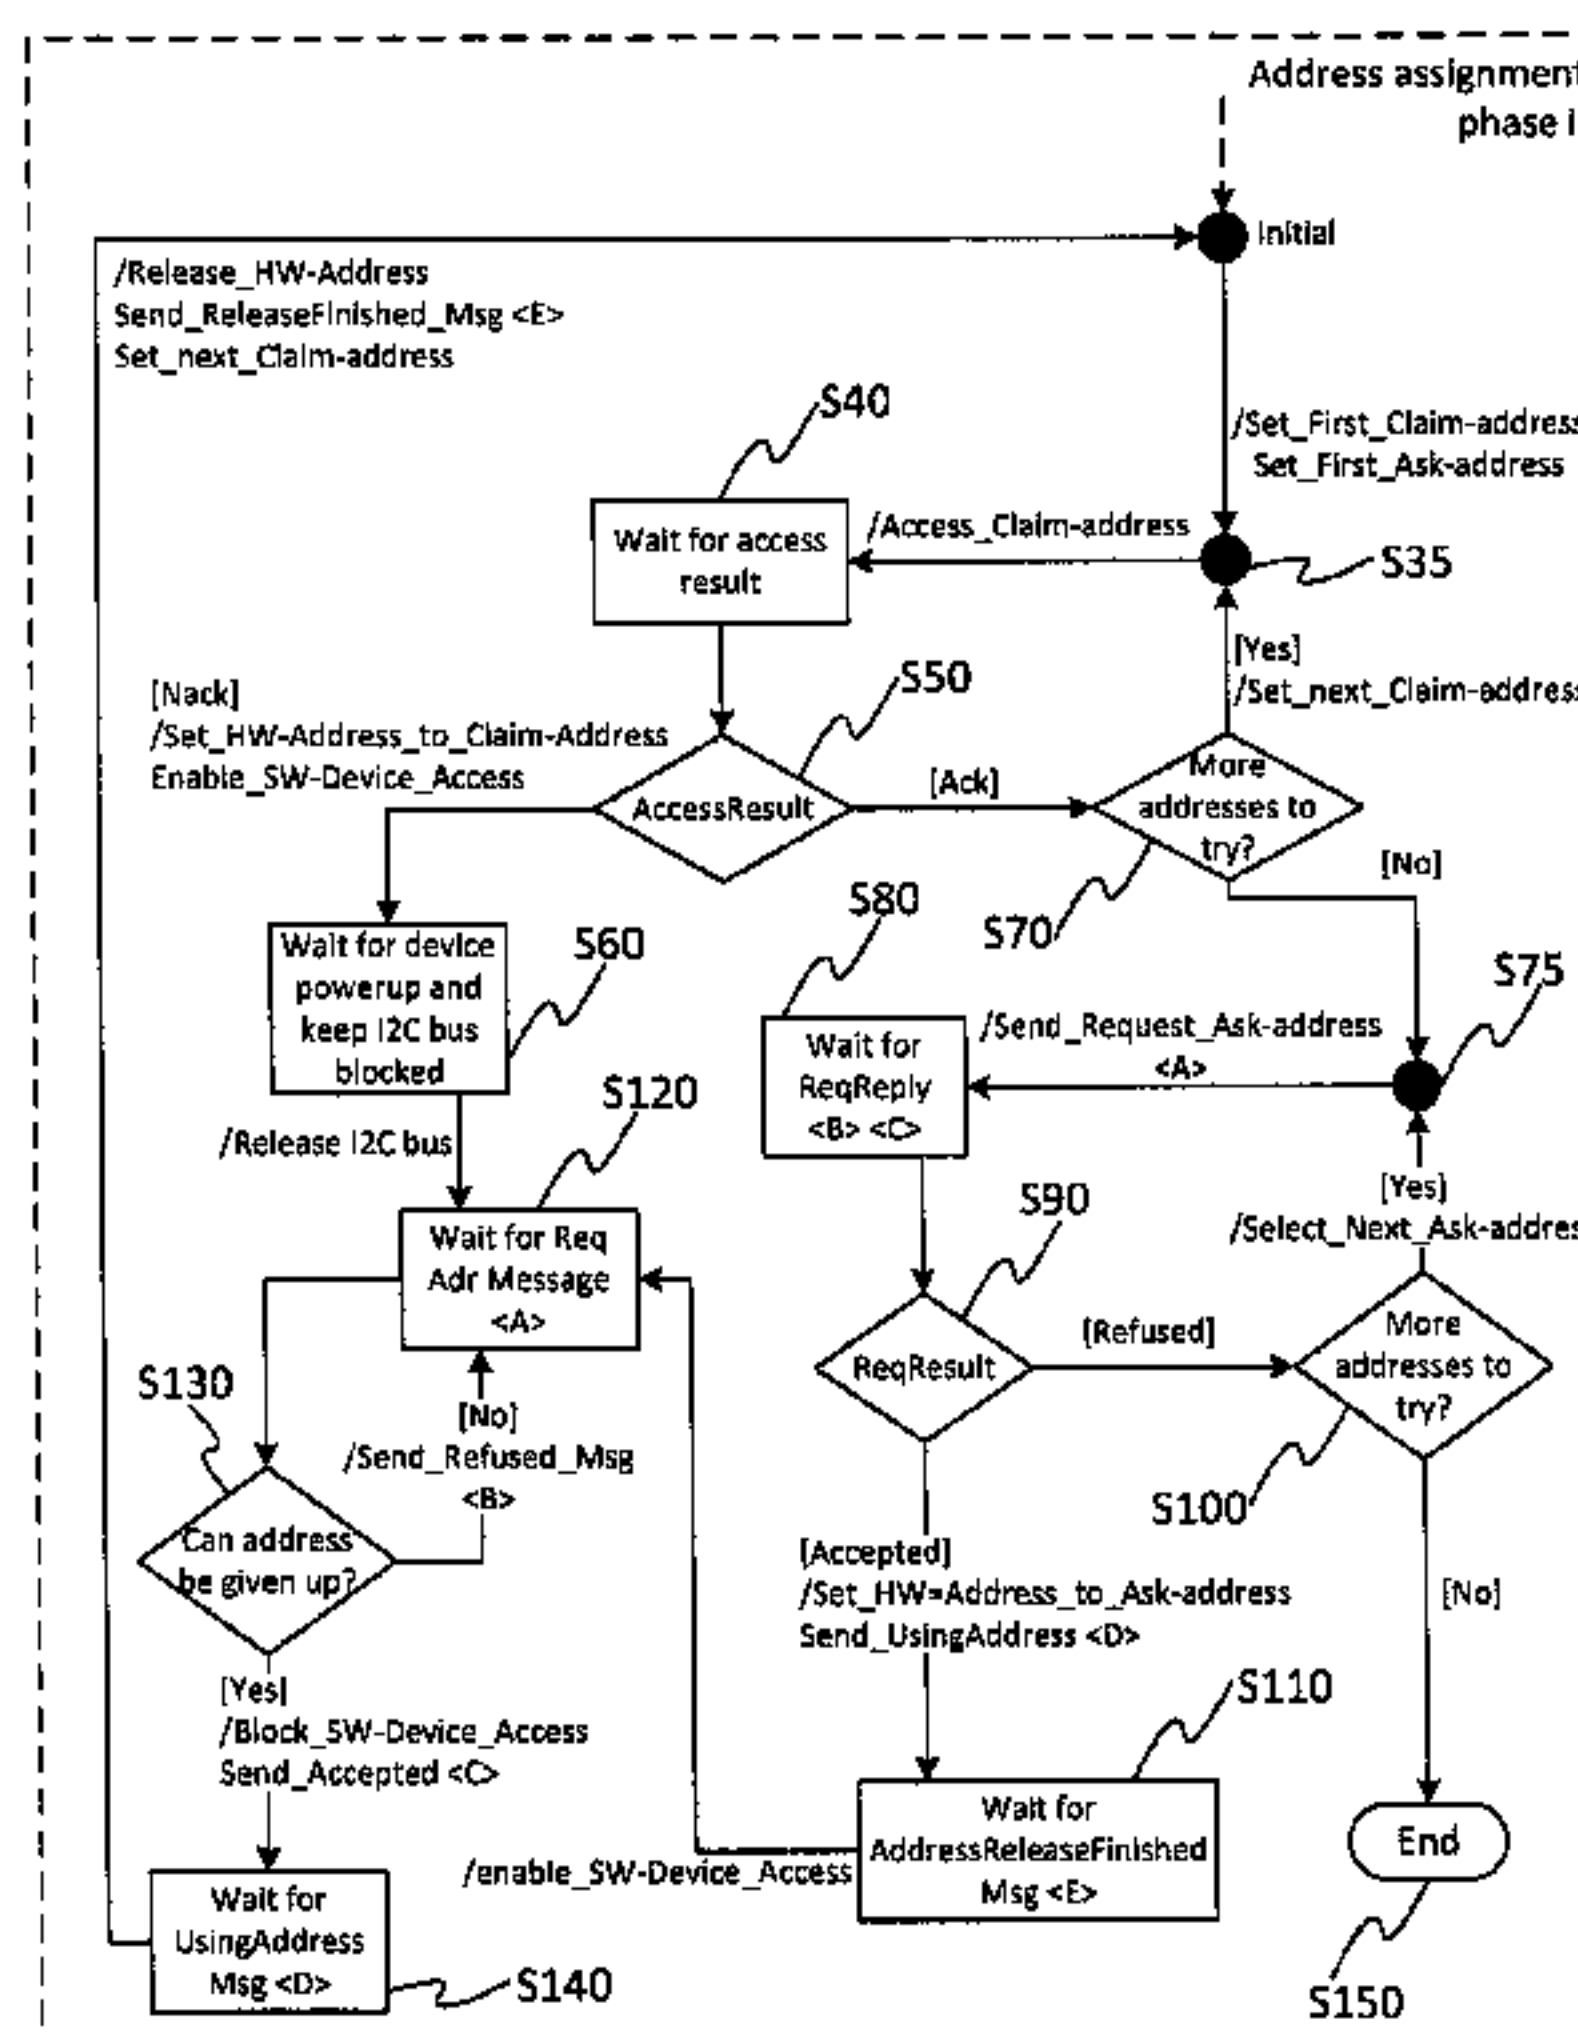 Address assignment
phase i
Initial
/Release_HW-Address
Send_ReleaseFinished_Msg <E>
Set_next_Claim-address
S40
/Set_First_Claim-address
Set_First_Ask-address
Wait for access
result
/Access_Claim-address
S35
[Yes]
/Set_next_Claim-address
[Nack]
/Set_HW-Address_to_Claim-Address
Enable_SW-Device_Access
S50
AccessResult
[Ack]
More
addresses to
try?
[No]
S70
S80
Wait for device
powerup and
keep I2C bus
blocked
S60
S75
Wait for
ReqReply
<B> <C>
/Send_Request_Ask-address
<A>
S120
/Release I2C bus
[Yes]
/Select_Next_Ask-addres
S90
Wait for Req
Adr Message
<A>
ReqResult
[Refused]
More
addresses to
try?
S100
S130
[No]
/Send_Refused_Msg
<B>
Can address
be given up?
[Accepted]
/Set_HW=Address_to_Ask-address
Send_UsingAddress <D>
[No]
[Yes]
/Block_SW-Device_Access
Send_Accepted <C>
S110
Wait for
AddressReleaseFinished
Msg <E>
/enable_SW-Device_Access
End
Wait for
UsingAddress
Msg <D>
S140
S150